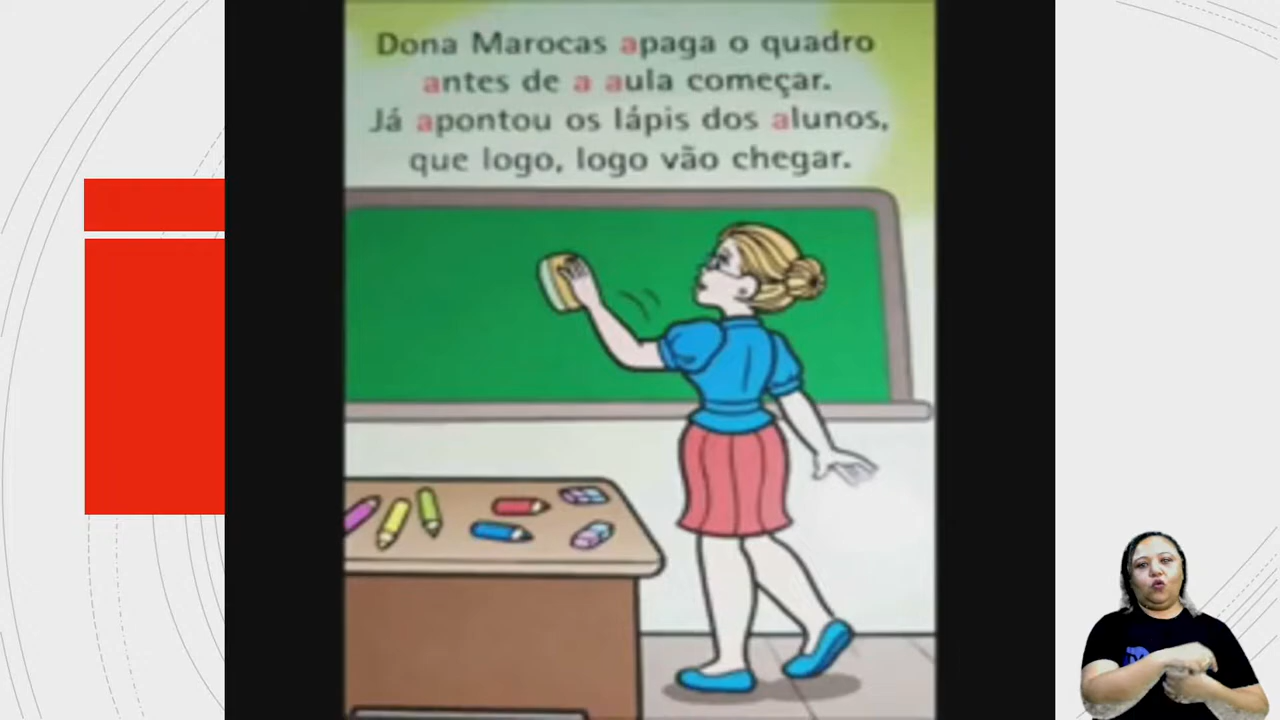 Dona Marocas apaga o quadro
antes de a aula começar.
Já apontou os lápis dos alunos,
que logo, logo vão chegar.